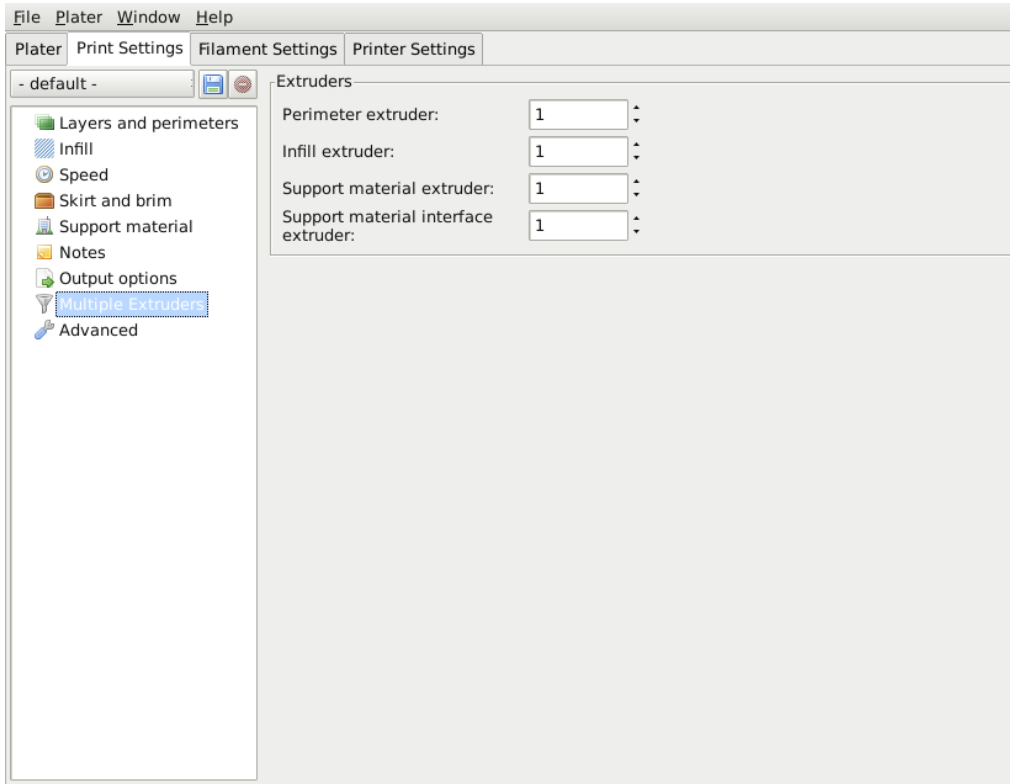 File Plater Window Help
Plater Print Settings Filament Settings Printer Settings
- default -
Layers and perimeters
Infill
Speed
Skirt and brim
Support material
Notes
Output options
Multiple Extruders
Advanced
Extruders
Perimeter extruder: 1
Infill extruder: 1
Support material extruder: 1
Support material interface
extruder: 1